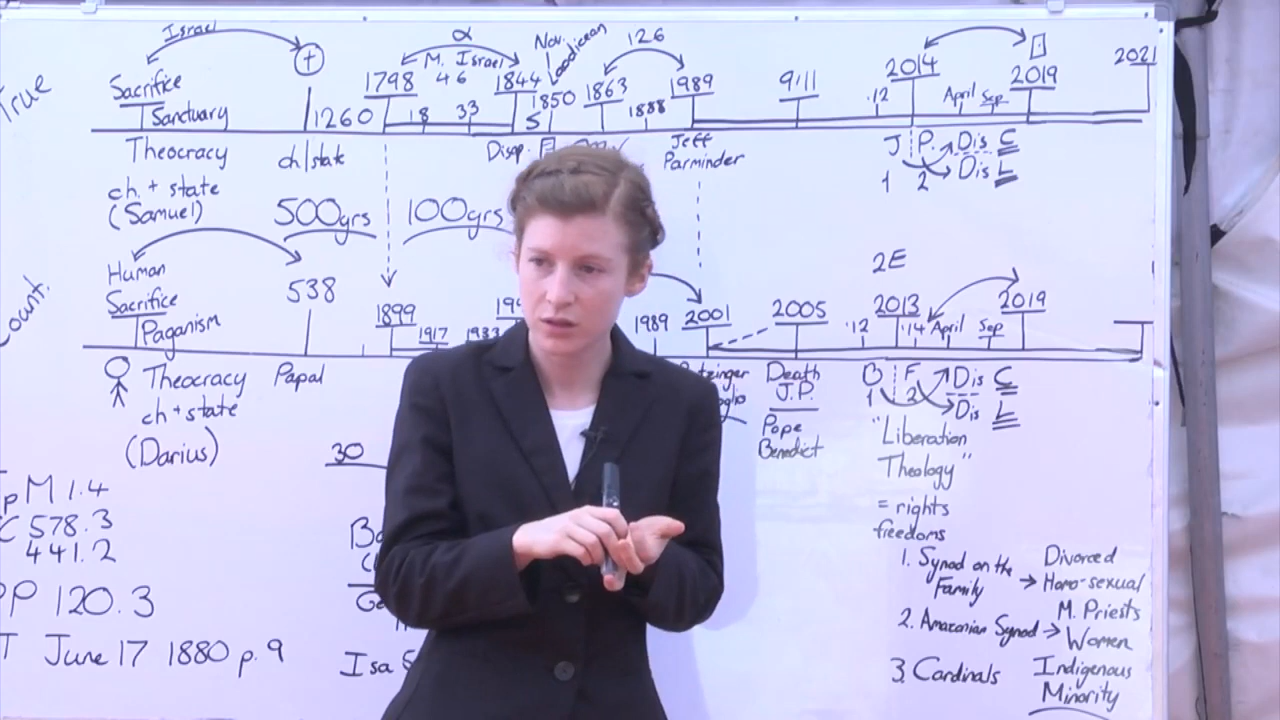 True
Israel
Sacrifice
Sanctuary
Theocracy
ch. + state
(Samuel)
1260
ch/state
500yrs
α
M. Israel
46
1798
1844
18
33
Nov.
Laodicean
1850
S
Disap.
100yrs
126
1863
1888
1989
Jeff
Parminder
9.11
2014
2019
2021
.12
April
Sep
J P. Dis C
1 2 Dis L
Count.
Human
Sacrifice
Paganism
Theocracy
ch + state
(Darius)
538
Papal
1899
1917
1933
1989
2001
2005
Death
J.P.
Pope
Benedict
2E
2013
2019
.12
.14
April
Sep
B F Dis C
1 2 Dis L
"Liberation
Theology"
= rights
freedoms
1. Synod on the
Family → Divorced
Homo-sexual
M. Priests
2. Amazonian Synod → Women
3. Cardinals Indigenous
Minority
30
M 1.4
C 578.3
441.2
P 120.3
T June 17 1880 p. 9
Isa